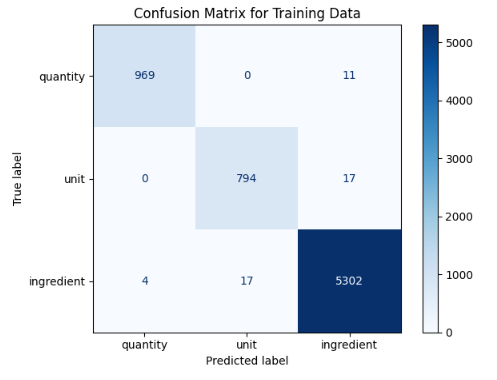 Confusion Matrix for Training Data
True label
quantity 969 0 11
unit 0 794 17
ingredient 4 17 5302
quantity unit ingredient
Predicted label
5000
4000
3000
2000
1000
0